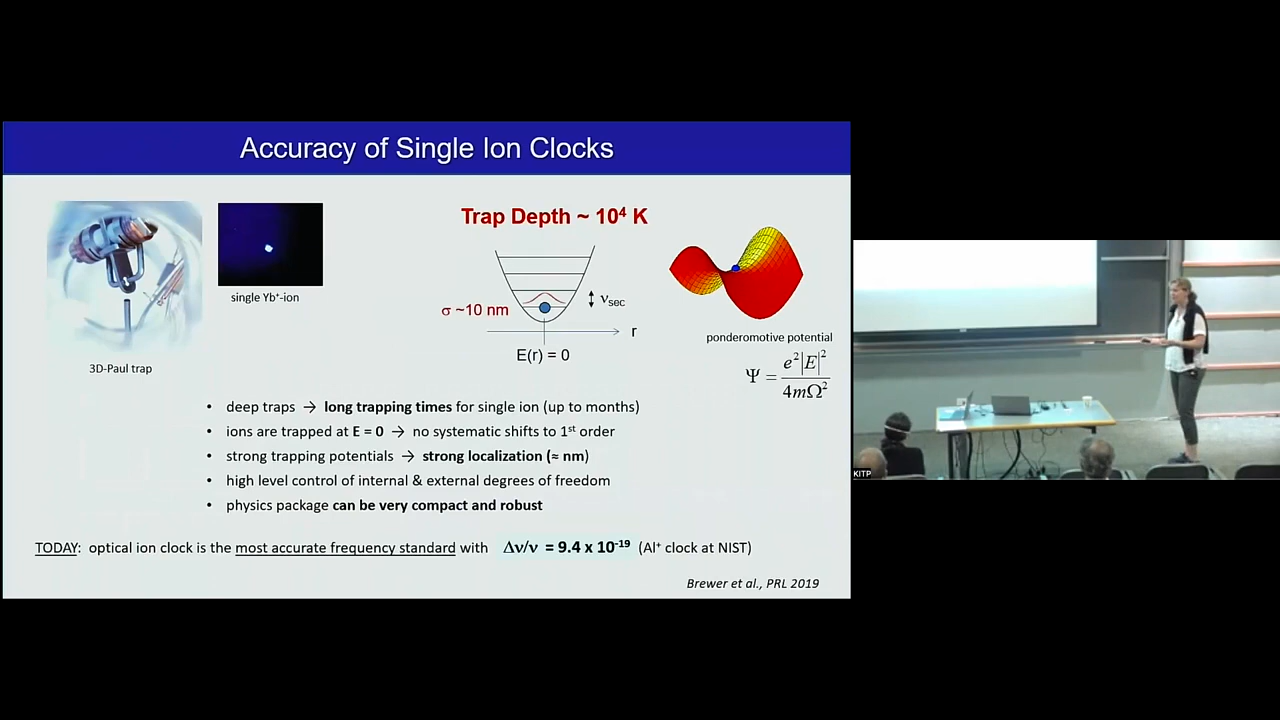 Accuracy of Single Ion Clocks
Trap Depth ~ 10⁴ K
single Yb⁺-ion
σ ~10 nm
νsec
r
E(r) = 0
3D-Paul trap
ponderomotive potential
Ψ = e²|E|² / 4mΩ²
• deep traps → long trapping times for single ion (up to months)
• ions are trapped at E = 0 → no systematic shifts to 1st order
• strong trapping potentials → strong localization (≈ nm)
• high level control of internal & external degrees of freedom
• physics package can be very compact and robust
TODAY: optical ion clock is the most accurate frequency standard with Δν/ν = 9.4 x 10⁻¹⁹ (Al⁺ clock at NIST)
Brewer et al., PRL 2019
KITP